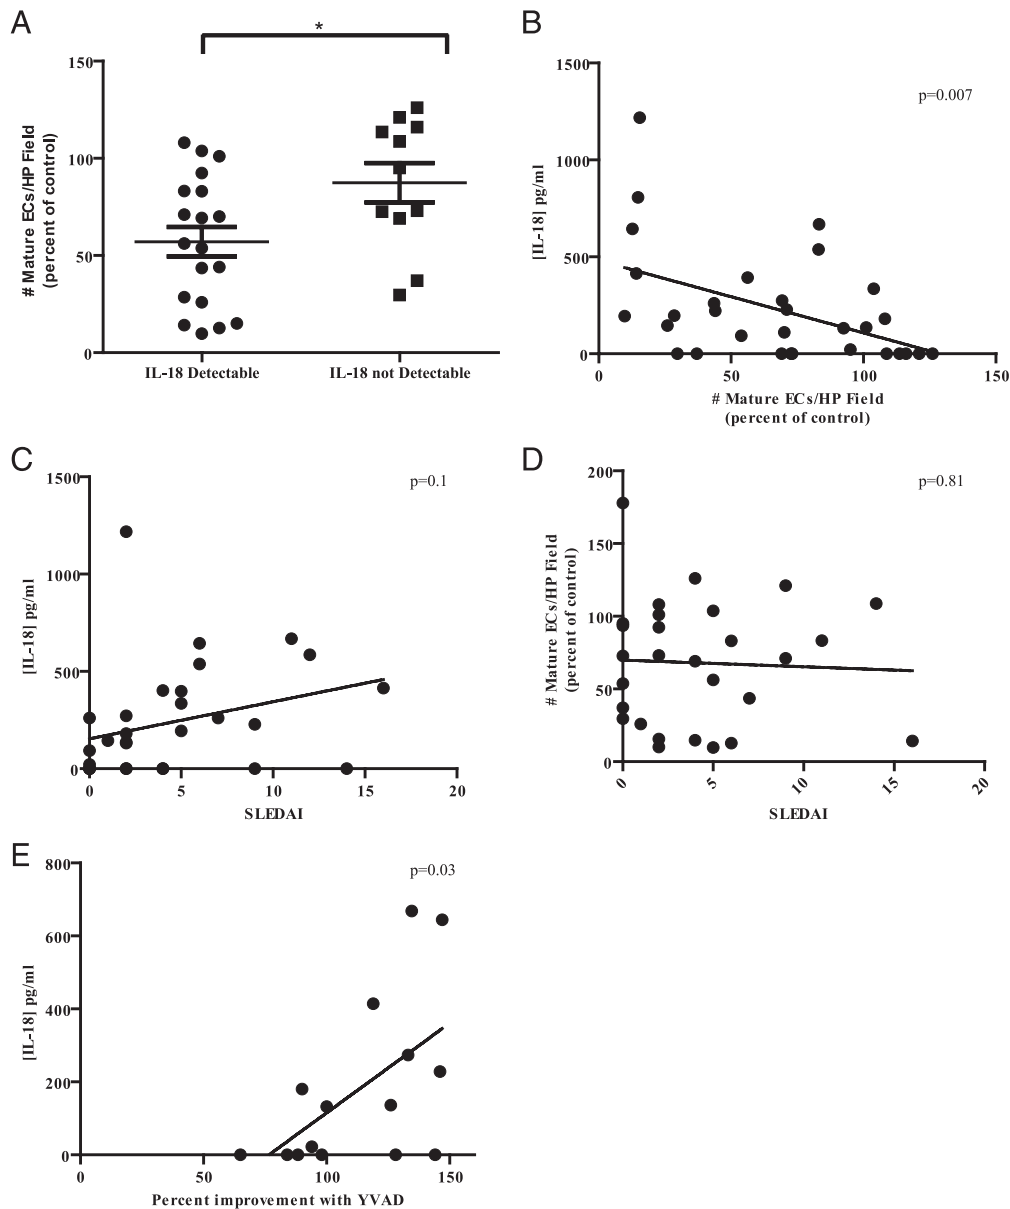 A
*
# Mature ECs/HP Field
(percent of control)
150
100
50
0
IL-18 Detectable
IL-18 not Detectable
B
p=0.007
[IL-18] pg/ml
1500
1000
500
0
0
50
100
150
# Mature ECs/HP Field
(percent of control)
C
p=0.1
[IL-18] pg/ml
1500
1000
500
0
0
5
10
15
20
SLEDAI
D
p=0.81
# Mature ECs/HP Field
(percent of control)
200
150
100
50
0
0
5
10
15
20
SLEDAI
E
p=0.03
[IL-18] pg/ml
800
600
400
200
0
0
50
100
150
Percent improvement with YVAD